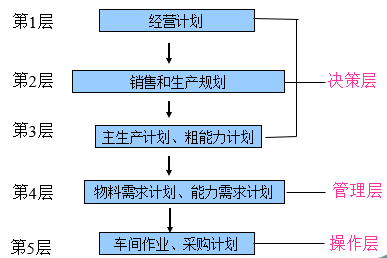 第1层 经营计划
第2层 销售和生产规划 决策层
第3层 主生产计划、粗能力计划
第4层 物料需求计划、能力需求计划 管理层
第5层 车间作业、采购计划 操作层